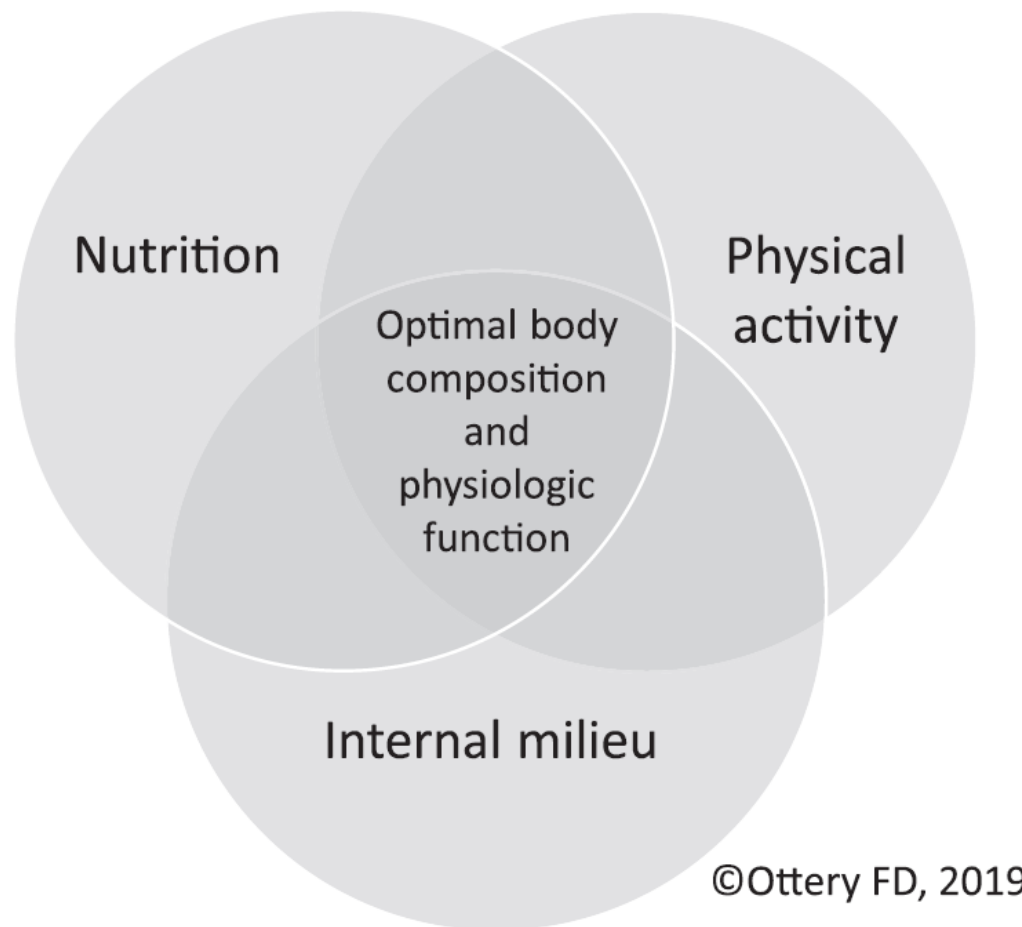 Nutrition
Physical
activity
Optimal body
composition
and
physiologic
function
Internal milieu
©Ottery FD, 2019